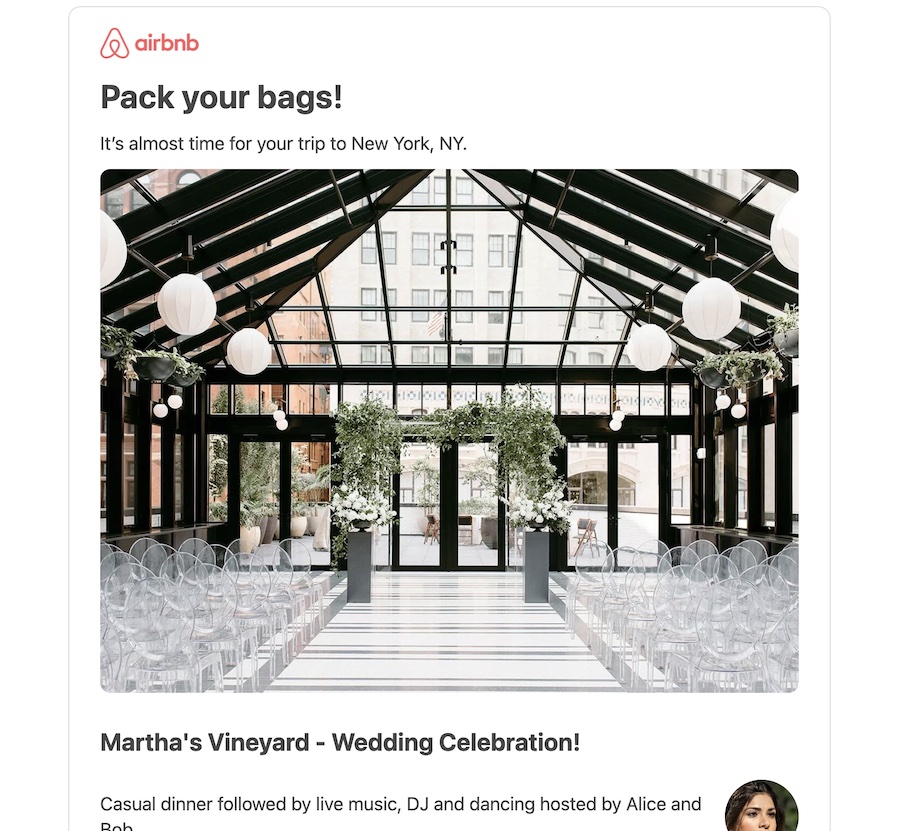 airbnb
Pack your bags!
It’s almost time for your trip to New York, NY.
Martha's Vineyard - Wedding Celebration!
Casual dinner followed by live music, DJ and dancing hosted by Alice and
Bob